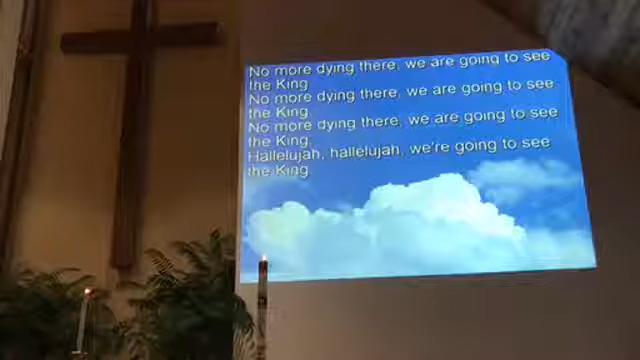 No more dying there, we are going to see
the King
No more dying there, we are going to see
the King
No more dying there, we are going to see
the King
Hallelujah, hallelujah, we're going to see
the King